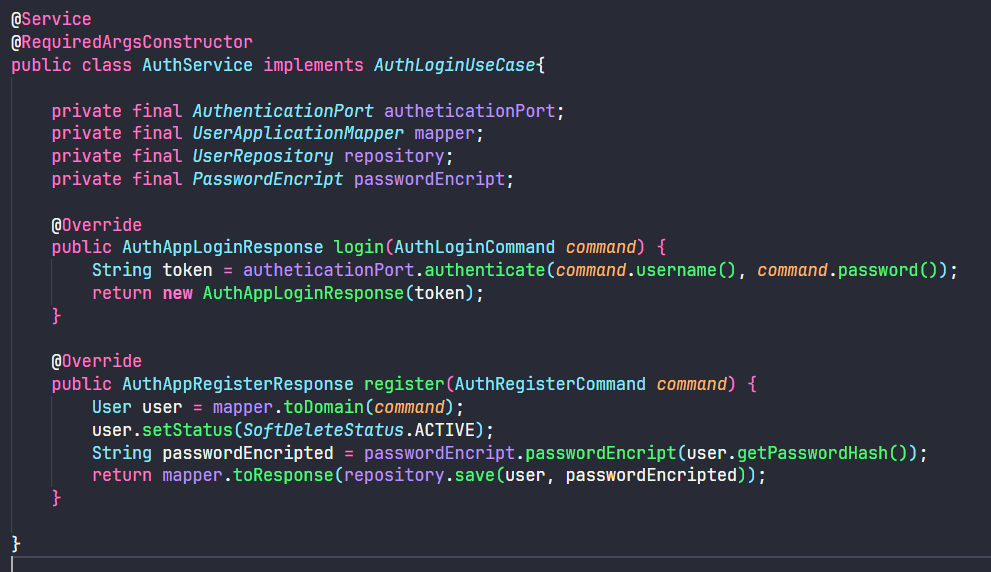 @Service
@RequiredArgsConstructor
public class AuthService implements AuthLoginUseCase{
private final AuthenticationPort autheticationPort;
private final UserApplicationMapper mapper;
private final UserRepository repository;
private final PasswordEncript passwordEncript;
@Override
public AuthAppLoginResponse login(AuthLoginCommand command) {
String token = autheticationPort.authenticate(command.username(), command.password());
return new AuthAppLoginResponse(token);
}
@Override
public AuthAppRegisterResponse register(AuthRegisterCommand command) {
User user = mapper.toDomain(command);
user.setStatus(SoftDeleteStatus.ACTIVE);
String passwordEncripted = passwordEncript.passwordEncript(user.getPasswordHash());
return mapper.toResponse(repository.save(user, passwordEncripted));
}
}